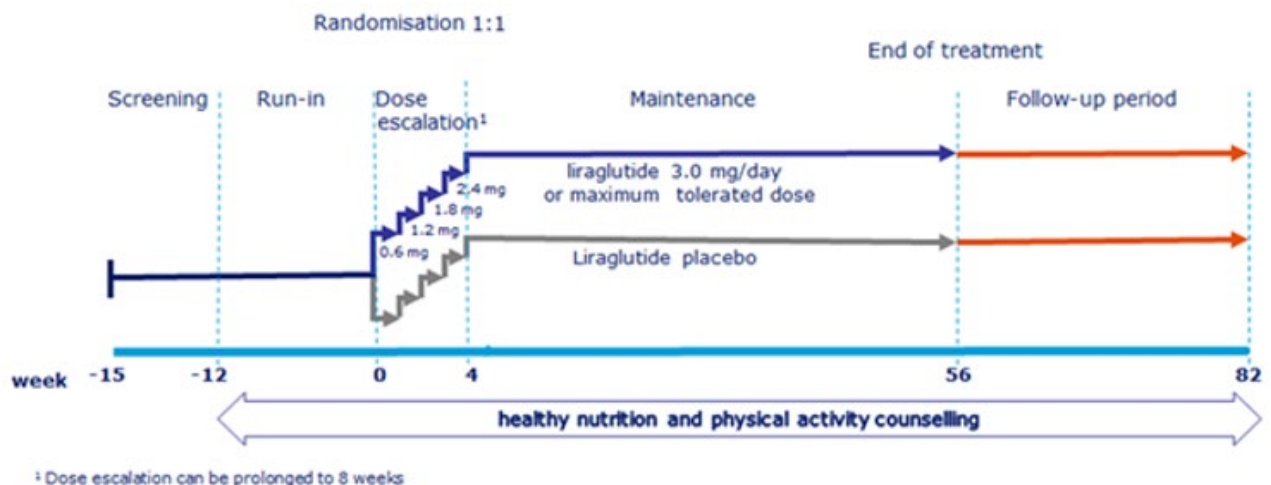 Randomisation 1:1
End of treatment
Screening
Run-in
Dose
escalation¹
Maintenance
Follow-up period
liraglutide 3.0 mg/day
or maximum tolerated dose
2.4 mg
1.8 mg
1.2 mg
0.6 mg
Liraglutide placebo
week -15 -12 0 4 56 82
healthy nutrition and physical activity counselling
¹ Dose escalation can be prolonged to 8 weeks